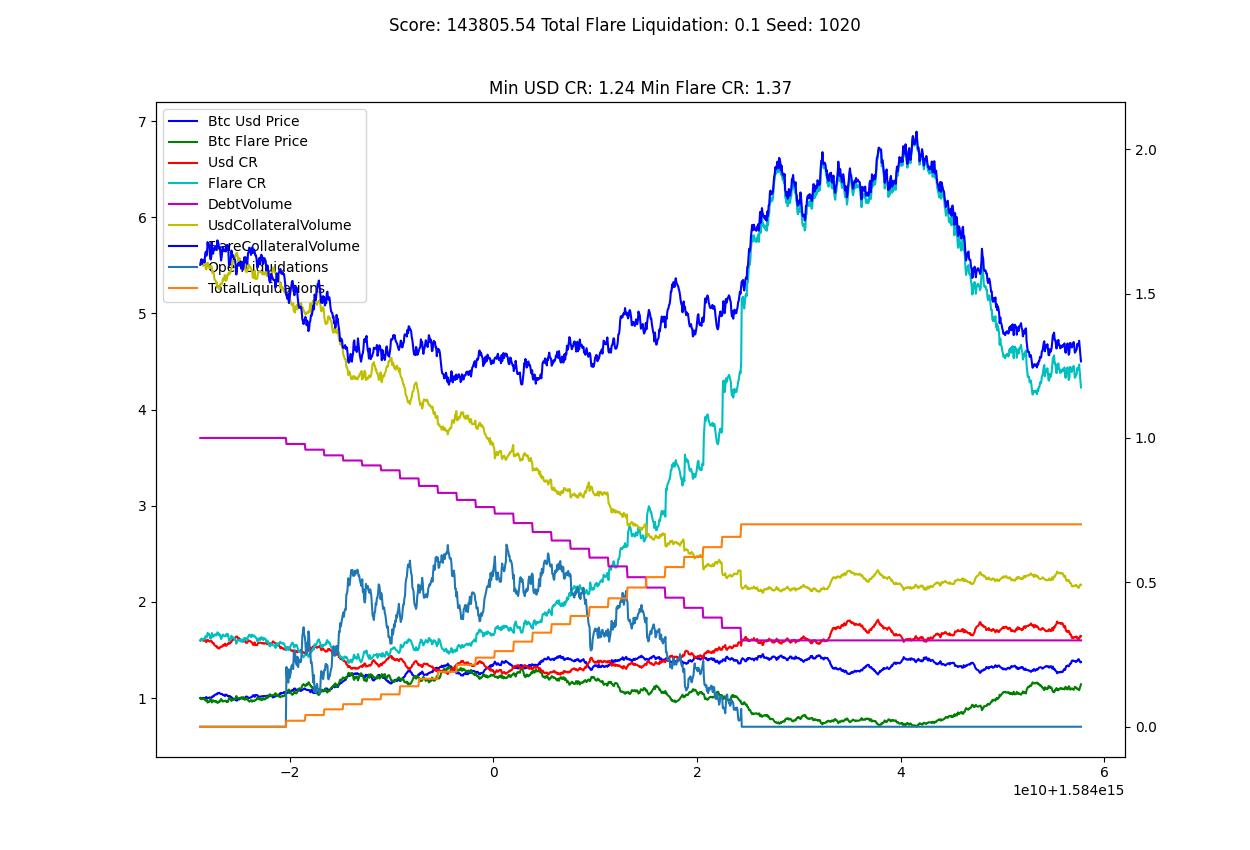 Score: 143805.54 Total Flare Liquidation: 0.1 Seed: 1020
Min USD CR: 1.24 Min Flare CR: 1.37
Btc Usd Price
Btc Flare Price
Usd CR
Flare CR
DebtVolume
UsdCollateralVolume
FlareCollateralVolume
OpenLiquidations
TotalLiquidations
7
6
5
4
3
2
1
2.0
1.5
1.0
0.5
0.0
−2
0
2
4
6
1e10+1.584e15